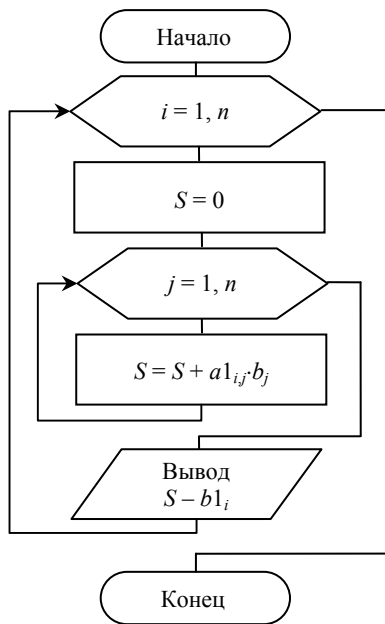 Начало
i = 1, n
S = 0
j = 1, n
S = S + a1i,j·bj
Вывод
S – b1i
Конец